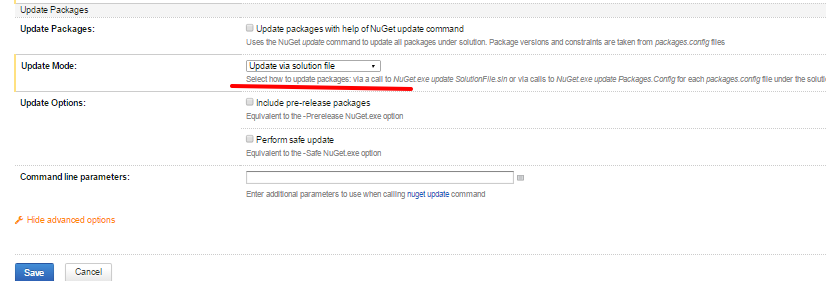 Update Packages
Update Packages:
Update packages with help of NuGet update command
Uses the NuGet update command to update all packages under solution. Package versions and constraints are taken from packages.config files
Update Mode:
Update via solution file
Select how to update packages: via a call to NuGet.exe update SolutionFile.sln or via calls to NuGet.exe update Packages.Config for each packages.config file under the soluti
Update Options:
Include pre-release packages
Equivalent to the -Prerelease NuGet.exe option
Perform safe update
Equivalent to the -Safe NuGet.exe option
Command line parameters:
Enter additional parameters to use when calling nuget update command
Hide advanced options
Save
Cancel